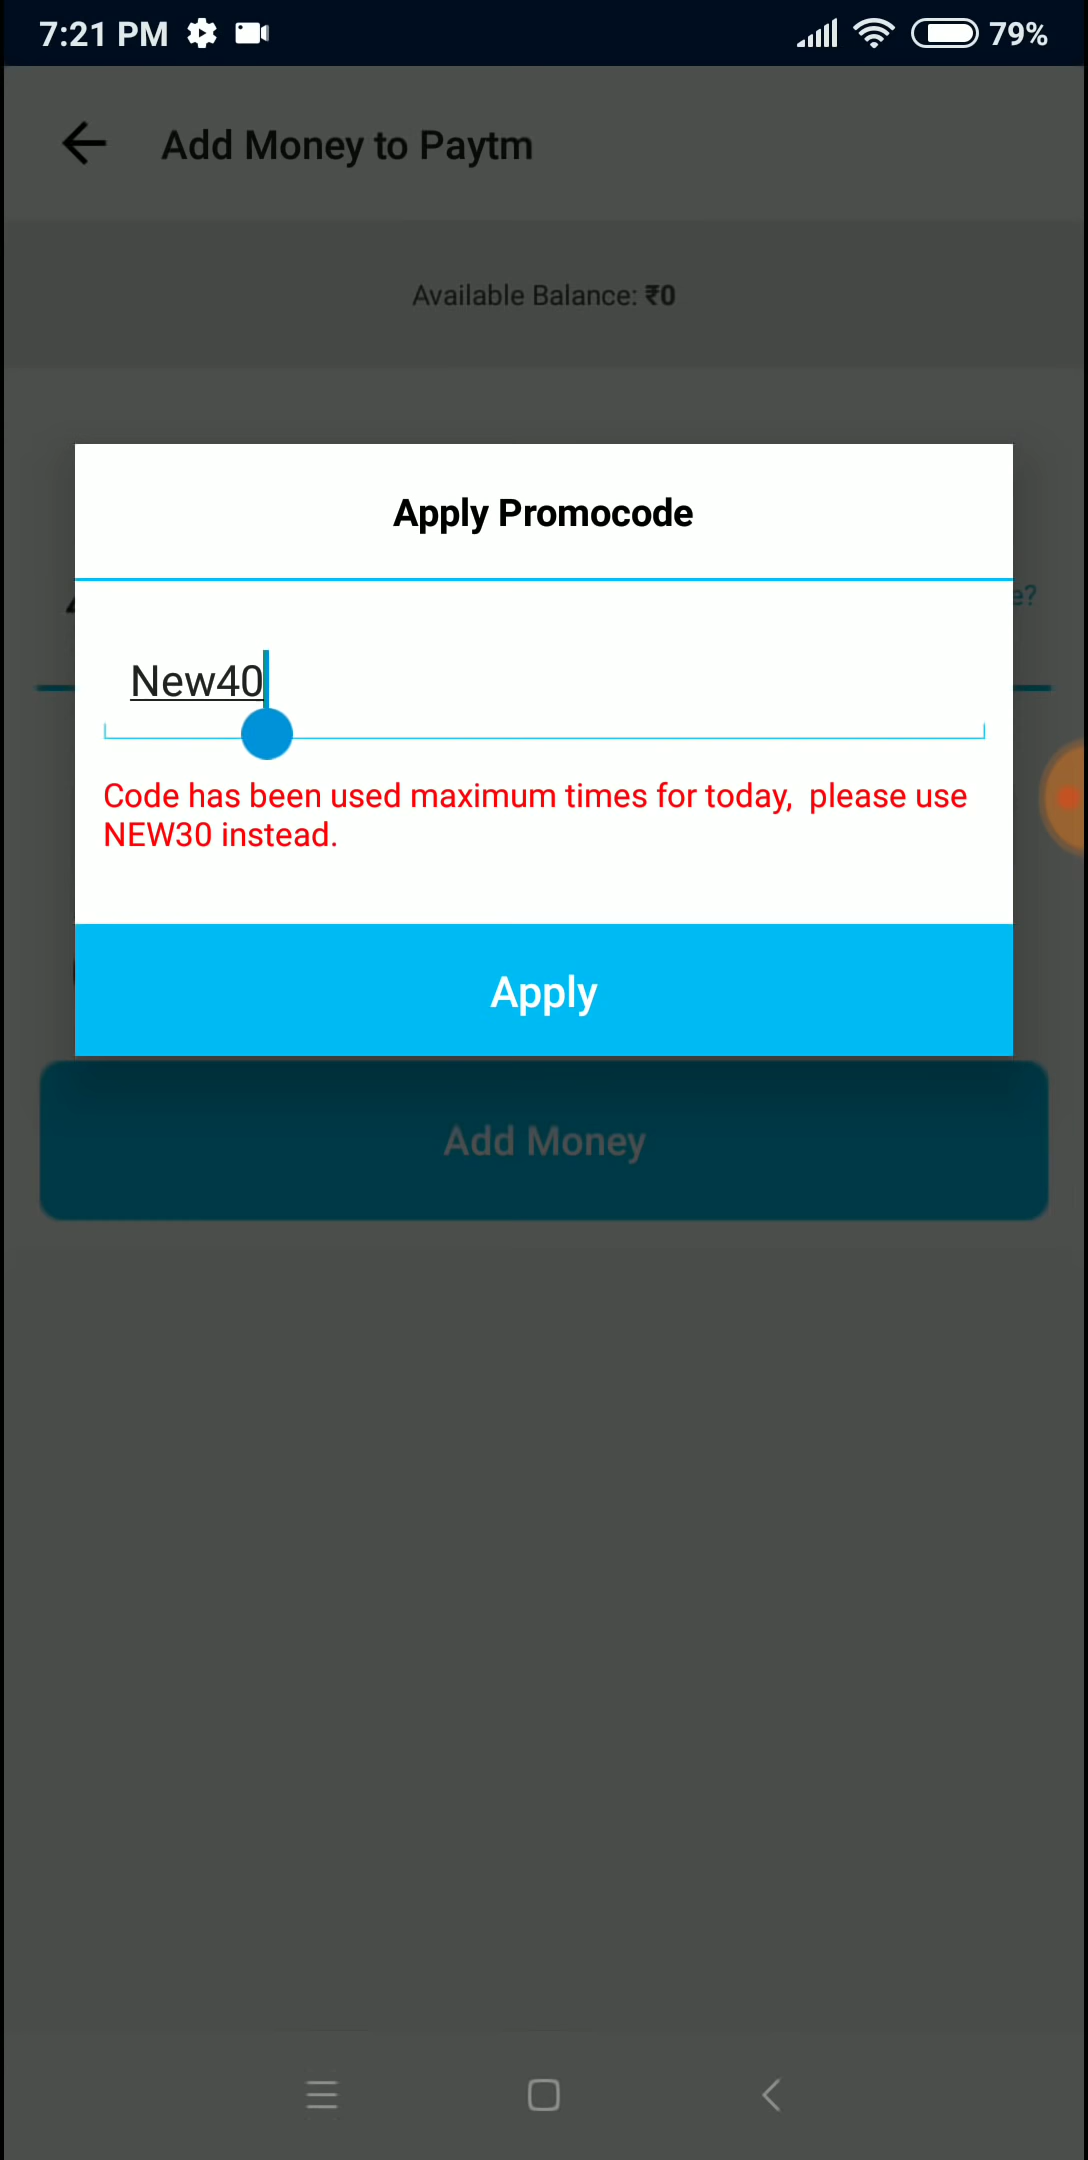 7:21 PM 79%
Add Money to Paytm
Available Balance: ₹0
Apply Promocode
e?
New40
Code has been used maximum times for today,  please use
NEW30 instead.
Apply
Add Money